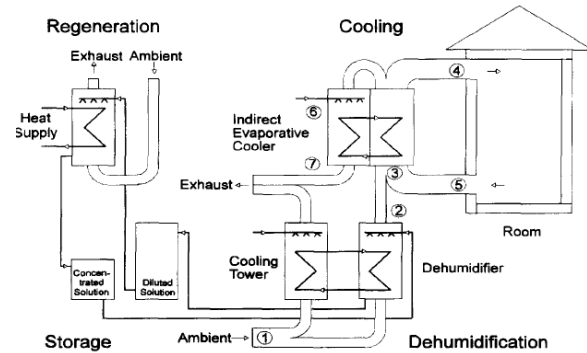 Regeneration
Cooling
Exhaust Ambient
④
Heat
Supply
⑥
Indirect
Evaporative
Cooler
⑦
③
⑤
Exhaust
②
Room
Cooling
Tower
Dehumidifier
Concen-
trated
Solution
Diluted
Solution
Ambient
①
Storage
Dehumidification